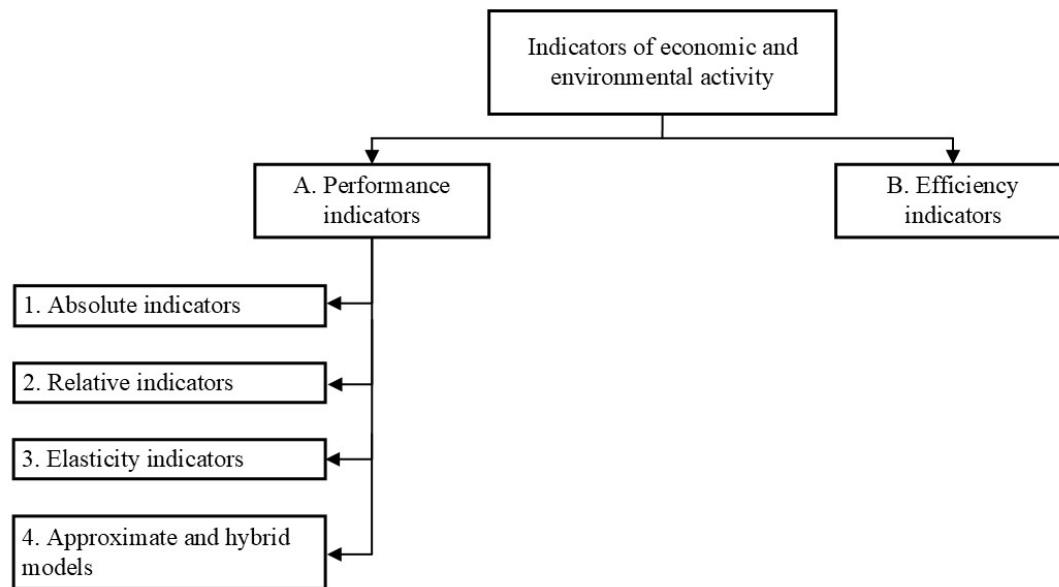 Indicators of economic and
environmental activity
A. Performance
indicators
B. Efficiency
indicators
1. Absolute indicators
2. Relative indicators
3. Elasticity indicators
4. Approximate and hybrid
models